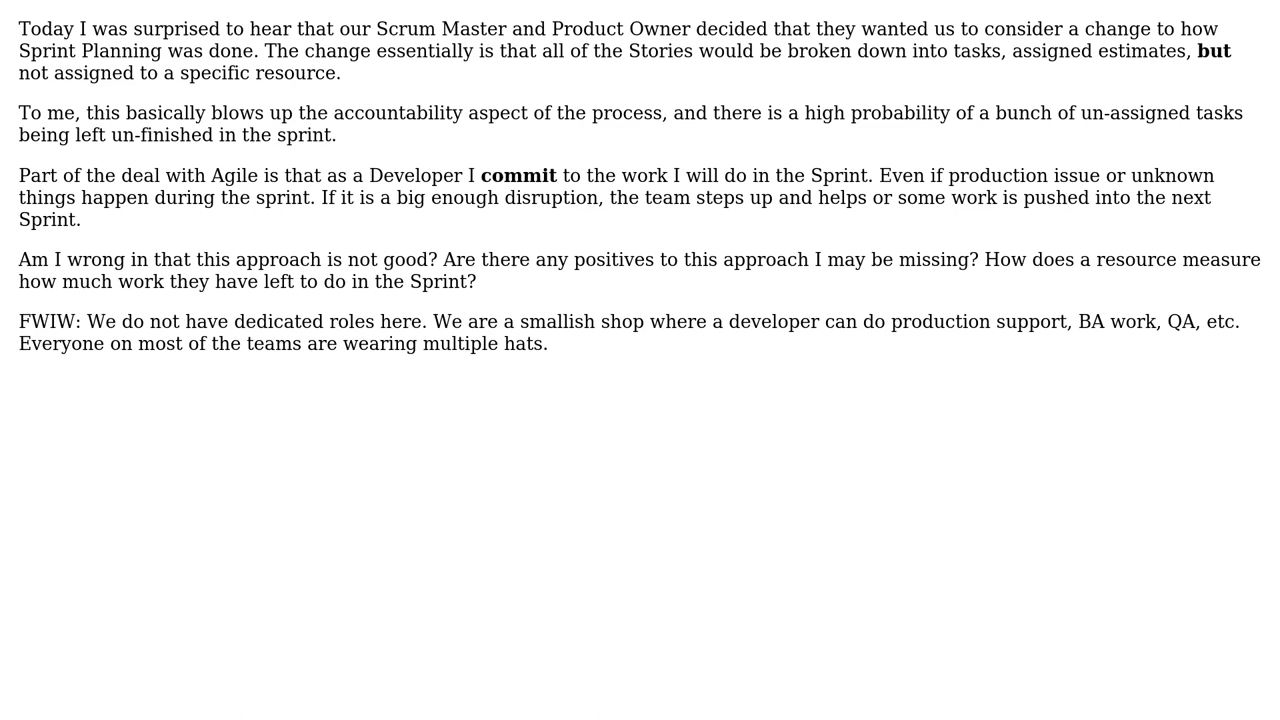 Today I was surprised to hear that our Scrum Master and Product Owner decided that they wanted us to consider a change to how
Sprint Planning was done. The change essentially is that all of the Stories would be broken down into tasks, assigned estimates, but
not assigned to a specific resource.
To me, this basically blows up the accountability aspect of the process, and there is a high probability of a bunch of un-assigned tasks
being left un-finished in the sprint.
Part of the deal with Agile is that as a Developer I commit to the work I will do in the Sprint. Even if production issue or unknown
things happen during the sprint. If it is a big enough disruption, the team steps up and helps or some work is pushed into the next
Sprint.
Am I wrong in that this approach is not good? Are there any positives to this approach I may be missing? How does a resource measure
how much work they have left to do in the Sprint?
FWIW: We do not have dedicated roles here. We are a smallish shop where a developer can do production support, BA work, QA, etc.
Everyone on most of the teams are wearing multiple hats.